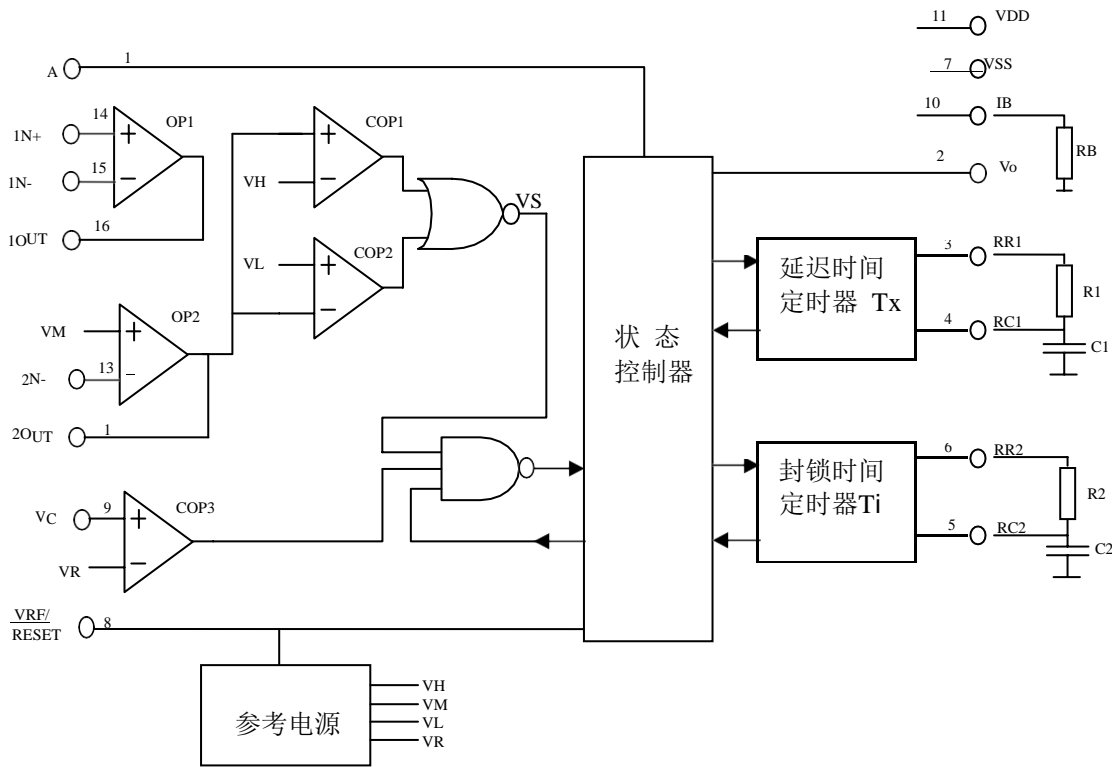 11 VDD
7 VSS
10 IB
RB
2 Vo
A 1
1N+ 14
OP1
1N- 15
1OUT 16
COP1
VH
VS
VL
COP2
VM
OP2
2N- 13
2OUT 1
VC 9
COP3
VR
VRF/
RESET
8
状 态
控制器
延迟时间
定时器 Tx
3 RR1
R1
4 RC1
C1
封锁时间
定时器Ti
6 RR2
R2
5 RC2
C2
参考电源
VH
VM
VL
VR